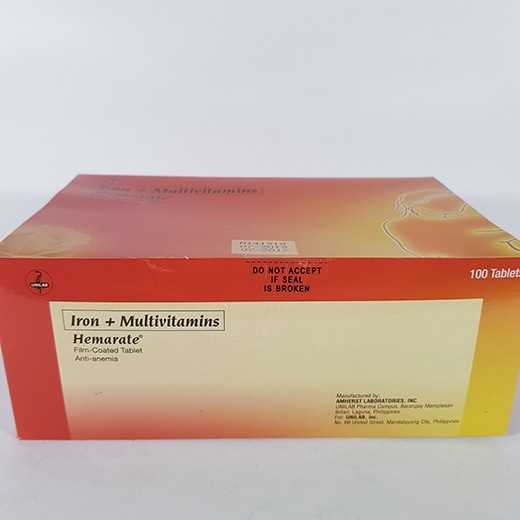 Iron + Multivitamins
DO NOT ACCEPT
IF SEAL
IS BROKEN
100 Tablets
UNILAB
Iron + Multivitamins
Hemarate®
Film-Coated Tablet
Anti-anemia
Manufactured by:
AMHERST LABORATORIES, INC.
UNILAB Pharma Campus, Barangay Mamplasan
Biñan, Laguna, Philippines
For: UNILAB, Inc.
No. 66 United Street, Mandaluyong City, Philippines